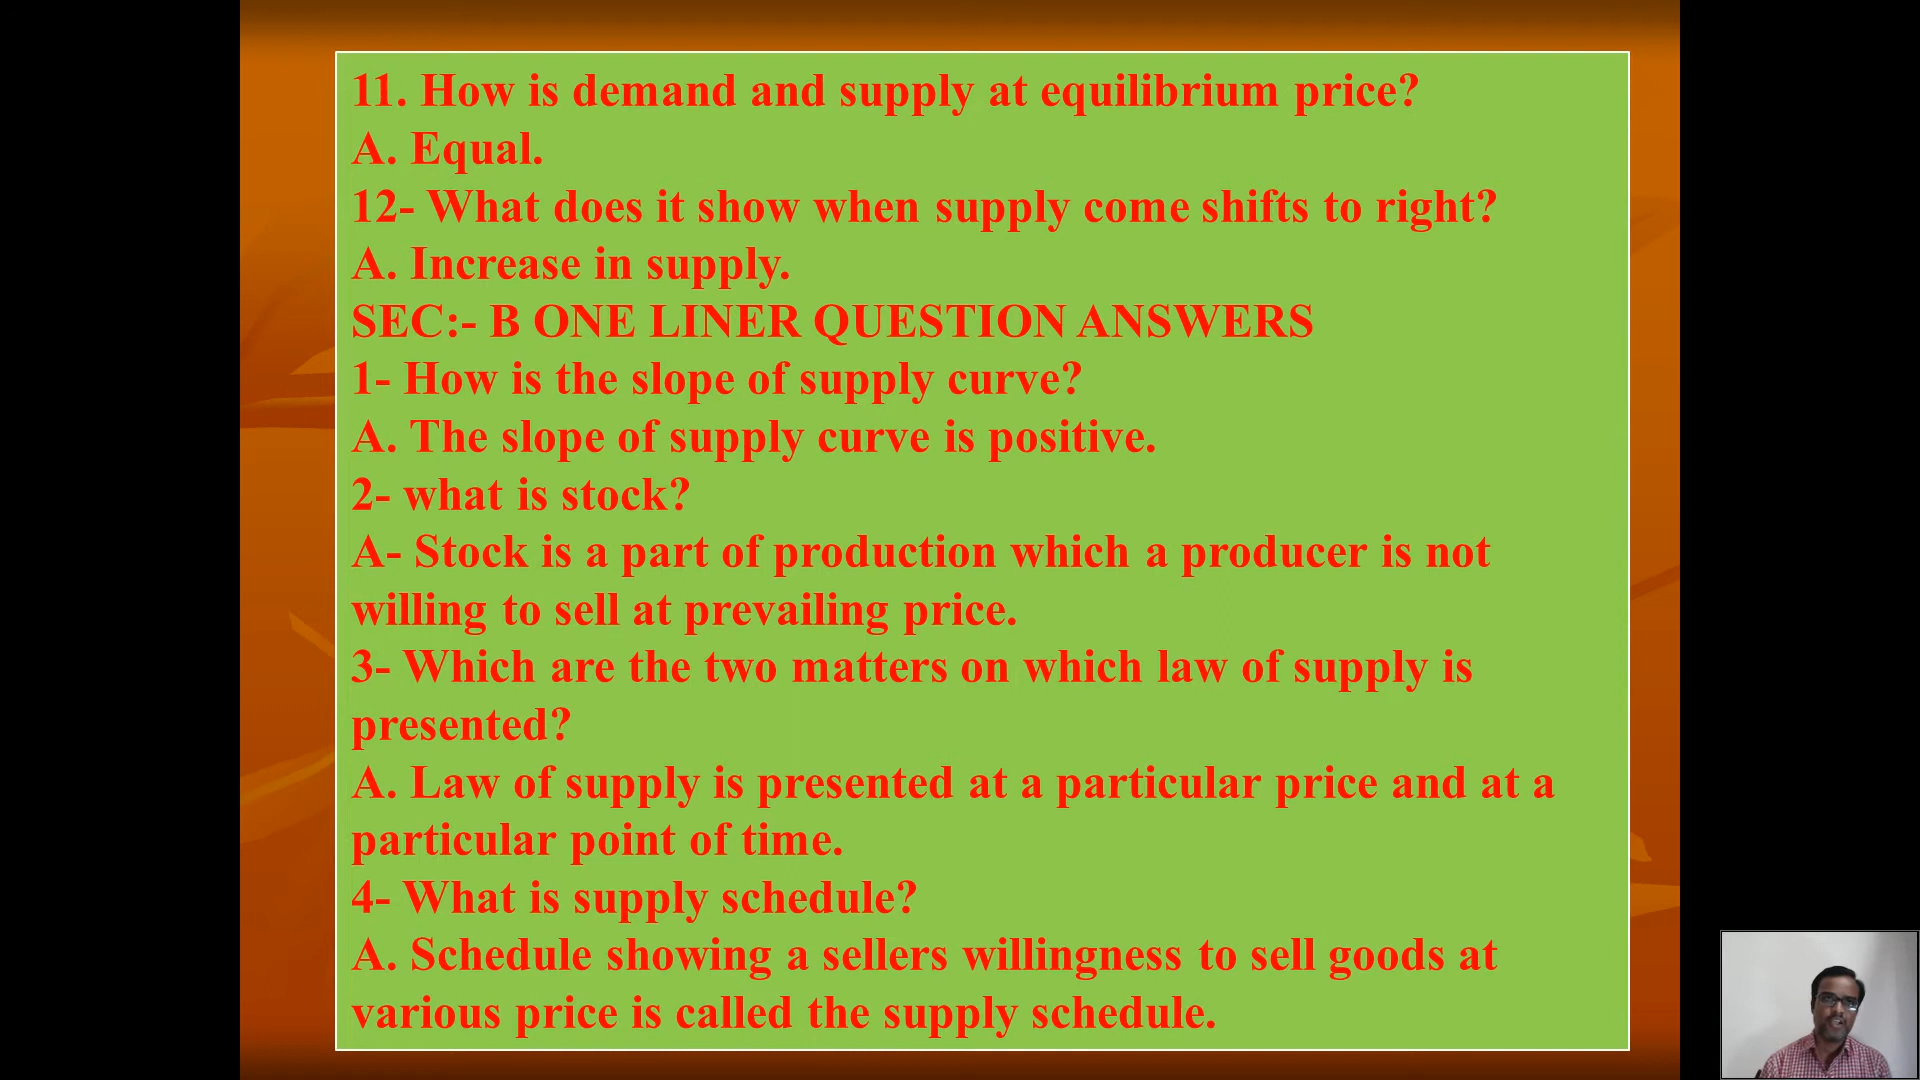 11. How is demand and supply at equilibrium price?
A. Equal.
12- What does it show when supply come shifts to right?
A. Increase in supply.
SEC:- B ONE LINER QUESTION ANSWERS
1- How is the slope of supply curve?
A. The slope of supply curve is positive.
2- what is stock?
A- Stock is a part of production which a producer is not
willing to sell at prevailing price.
3- Which are the two matters on which law of supply is
presented?
A. Law of supply is presented at a particular price and at a
particular point of time.
4- What is supply schedule?
A. Schedule showing a sellers willingness to sell goods at
various price is called the supply schedule.